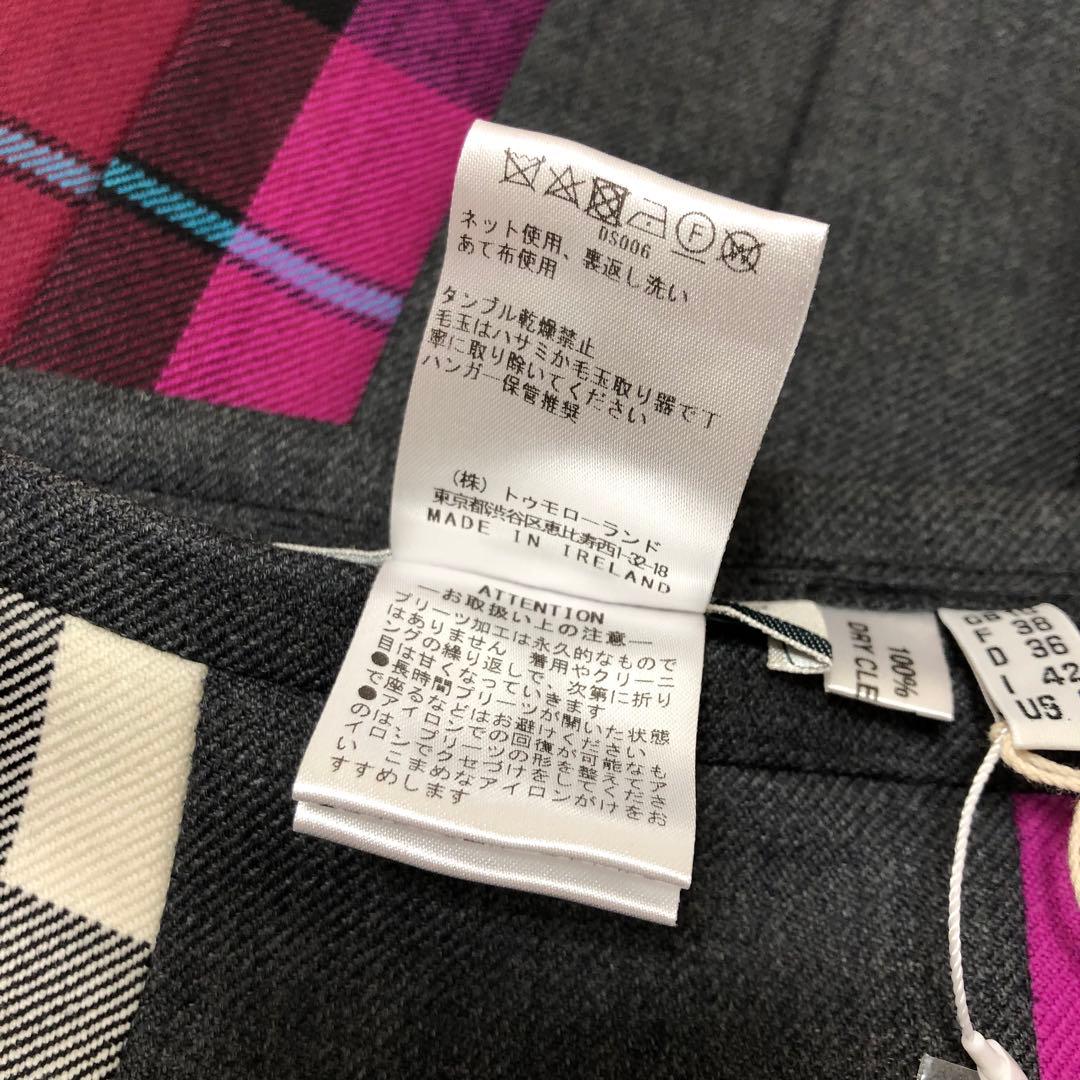 F
W
DS006
ネット使用、裏返し洗い
あて布使用
タンブル乾燥禁止
毛玉はハサミか毛玉取り器で丁
寧に取り除いてください
ハンガー保管推奨
(株) トゥモローランド
東京都渋谷区恵比寿西1-32-18
MADE IN IRELAND
ATTENTION
―お取扱い上の注意―
プリーツ加工は永久的なもので
はありません 着用やクリーニ
ングの繰り返しで、次第に折り
目は甘くなっていきます
●長時間プリーツが開いた状態
で座るなどはお避けください
●アイロンでの回復が可能なも
のは、プリーツの形を整えてア
イロンでクセづけをしてくださ
い こまめなアイロンがけをお
すすめします
100%
DRY CLE
GB 38
F 36
D
I 42
US